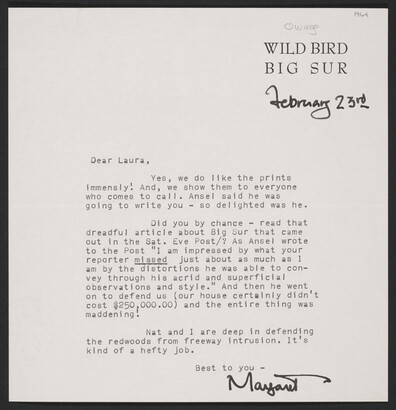 Owings
1964
WILD BIRD
BIG SUR
February 23rd
Dear Laura,
Yes, we do like the prints
immensly! And, we show them to everyone
who comes to call. Ansel said he was
going to write you - so delighted was he.
Did you by chance - read that
dreadful article about Big Sur that came
out in the Sat. Eve Post/? As Ansel wrote
to the Post "I am impressed by what your
reporter missed just about as much as I
am by the distortions he was able to con-
vey through his acrid and superficial
observations and style." And then he went
on to defend us (our house certainly didn't
cost $250,000.00) and the entire thing was
maddening!
Nat and I are deep in defending
the redwoods from freeway intrusion. It's
kind of a hefty job.
Best to you -
Margaret